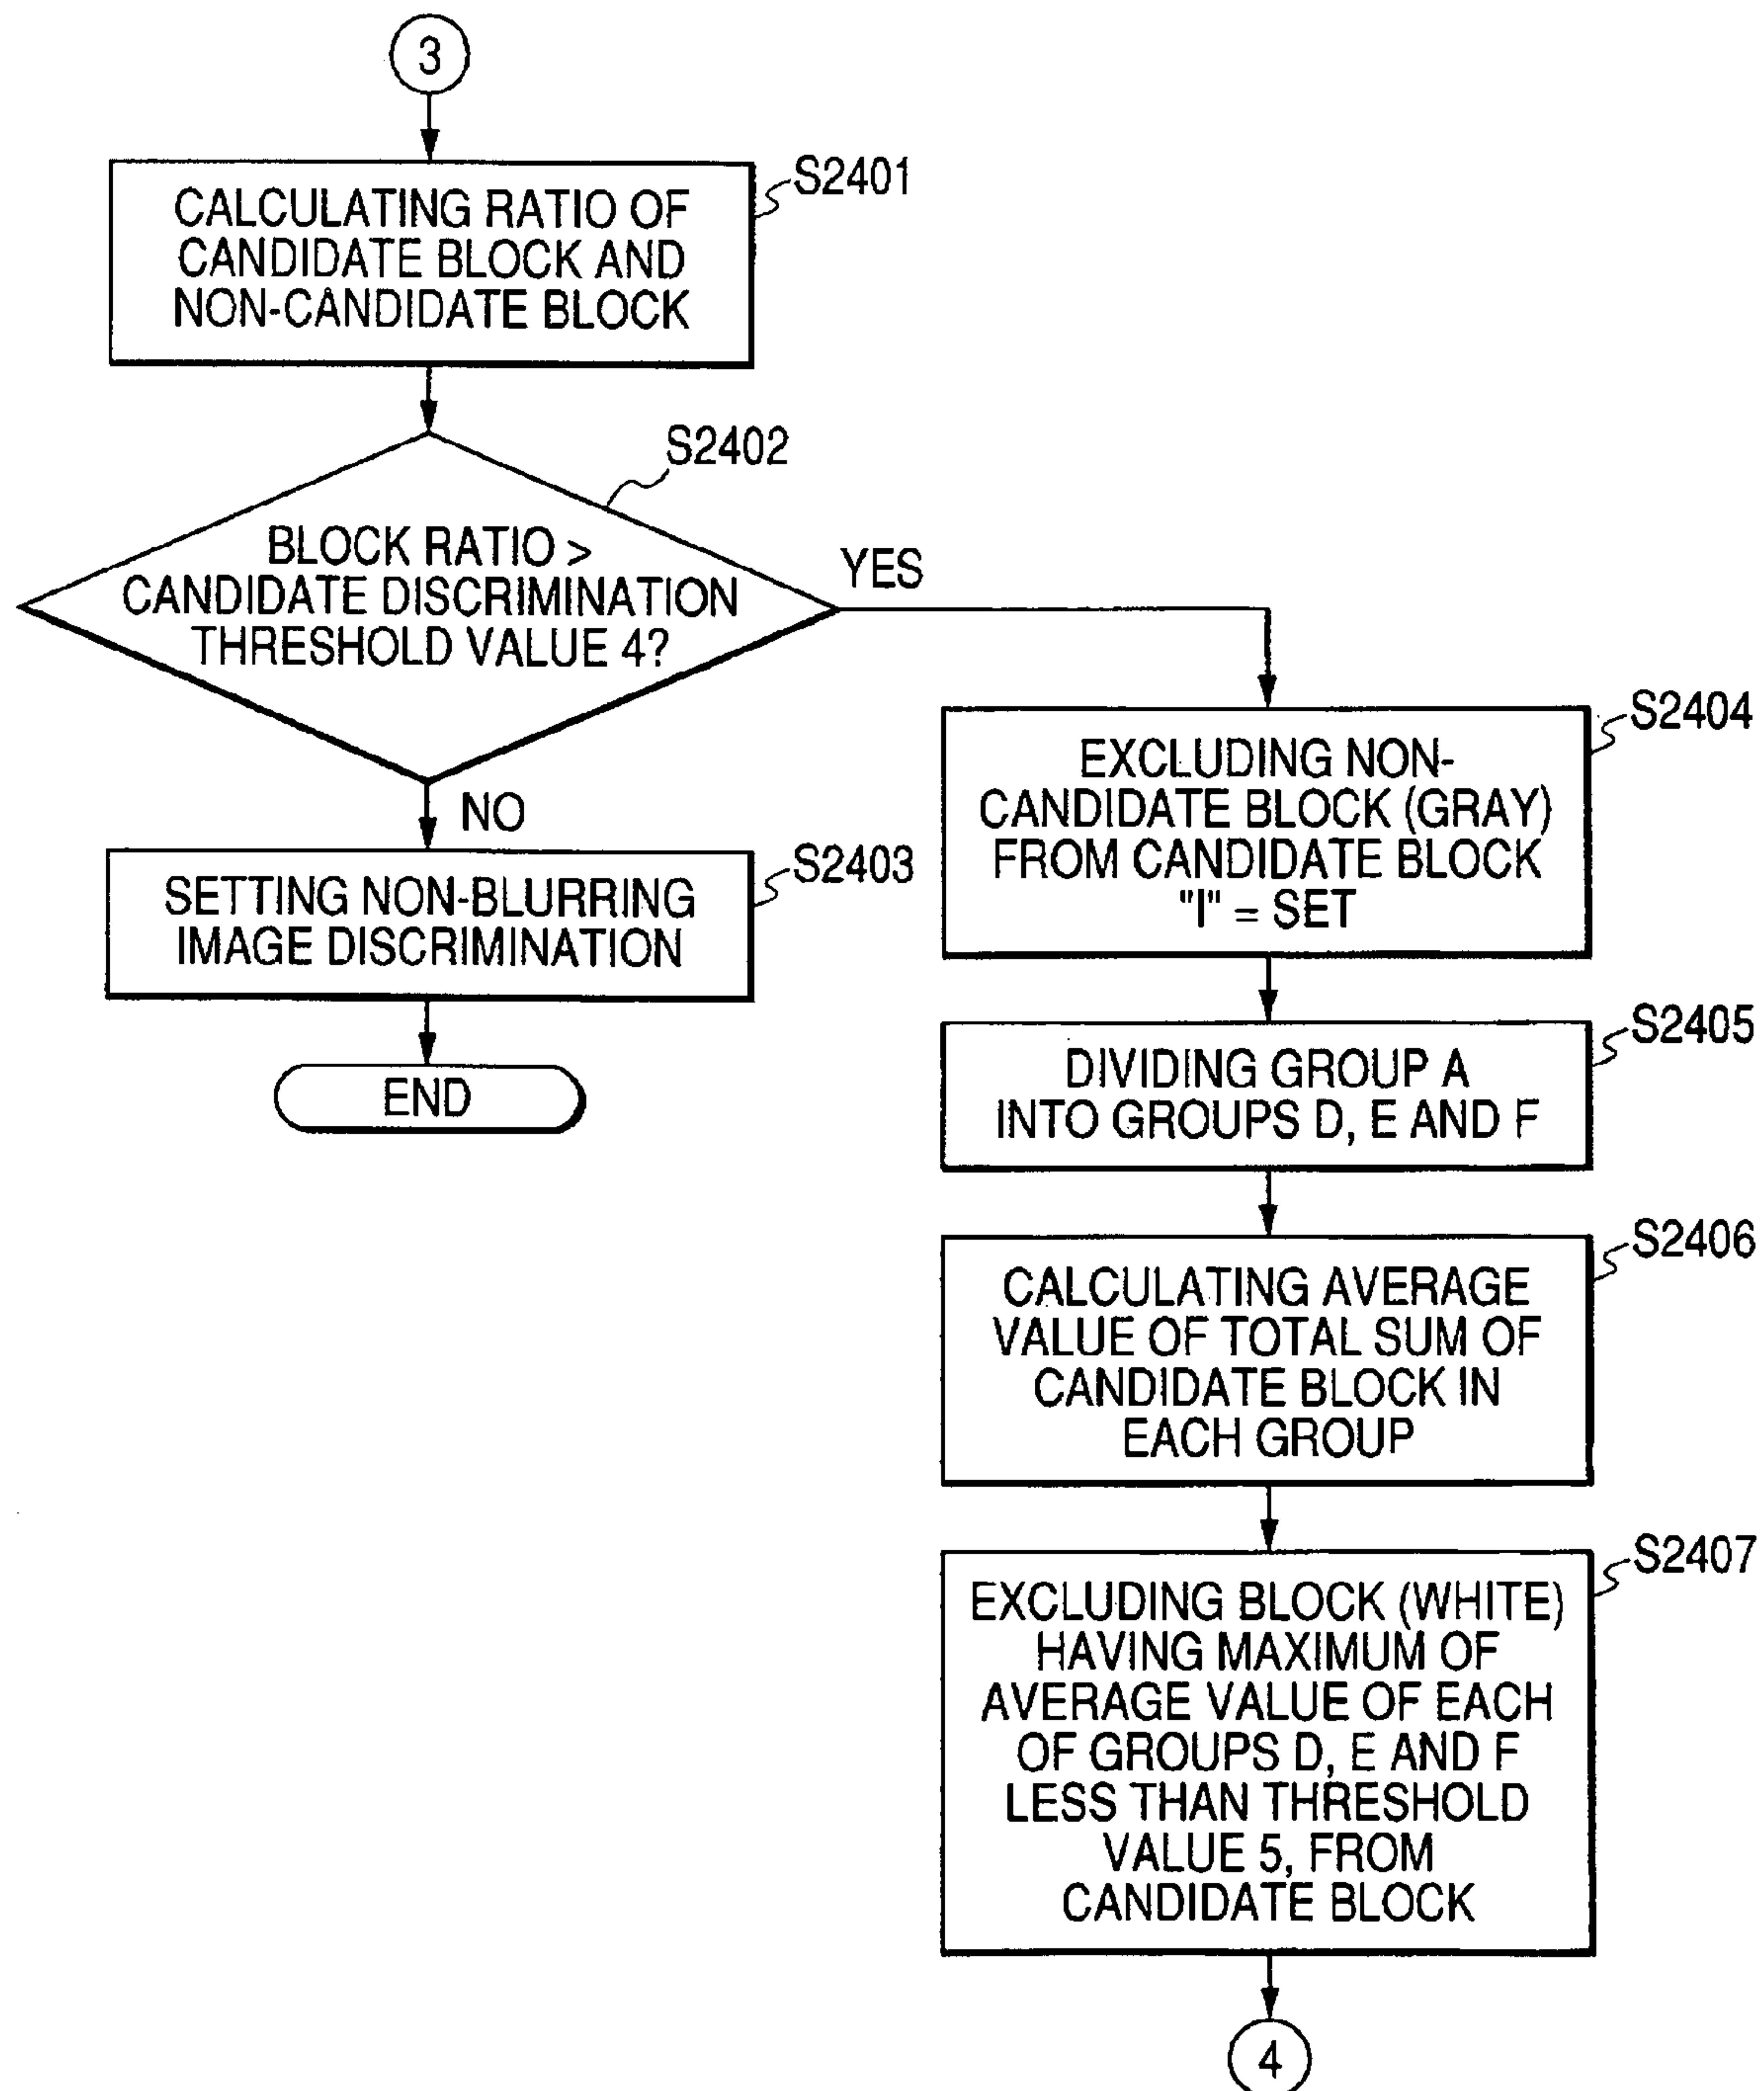 3
S2401
CALCULATING RATIO OF
CANDIDATE BLOCK AND
NON-CANDIDATE BLOCK
S2402
BLOCK RATIO >
CANDIDATE DISCRIMINATION
THRESHOLD VALUE 4?
YES
NO
S2403
SETTING NON-BLURRING
IMAGE DISCRIMINATION
END
S2404
EXCLUDING NON-
CANDIDATE BLOCK (GRAY)
FROM CANDIDATE BLOCK
"I" = SET
S2405
DIVIDING GROUP A
INTO GROUPS D, E AND F
S2406
CALCULATING AVERAGE
VALUE OF TOTAL SUM OF
CANDIDATE BLOCK IN
EACH GROUP
S2407
EXCLUDING BLOCK (WHITE)
HAVING MAXIMUM OF
AVERAGE VALUE OF EACH
OF GROUPS D, E AND F
LESS THAN THRESHOLD
VALUE 5, FROM
CANDIDATE BLOCK
4